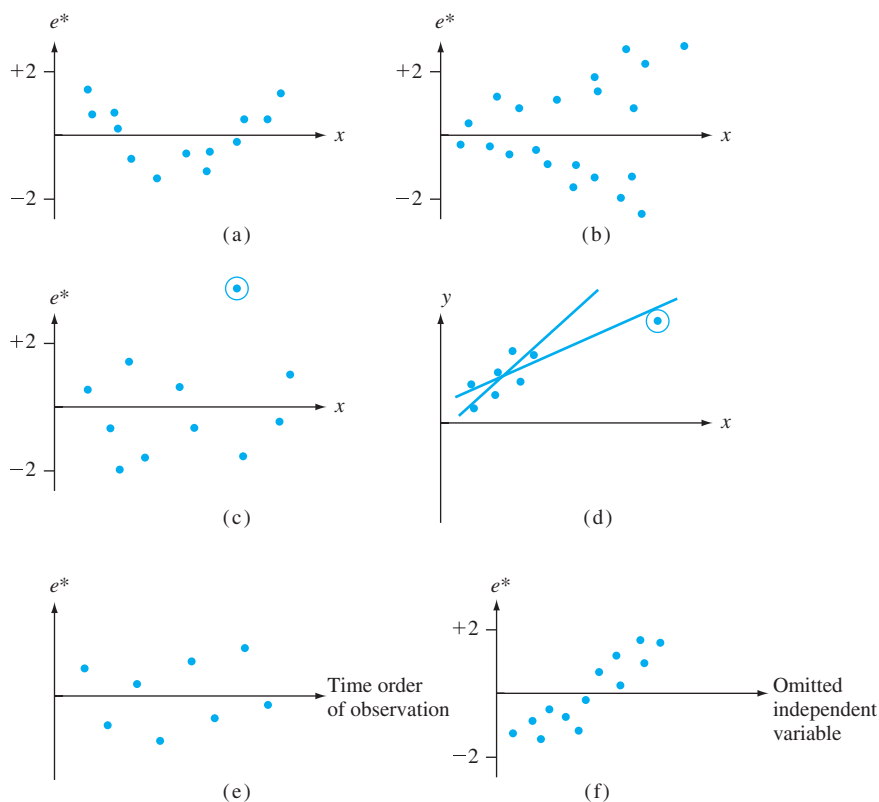 e*
+2
x
−2
(a)
e*
+2
x
−2
(b)
e*
+2
x
−2
(c)
y
x
(d)
e*
Time order
of observation
(e)
e*
+2
−2
Omitted
independent
variable
(f)